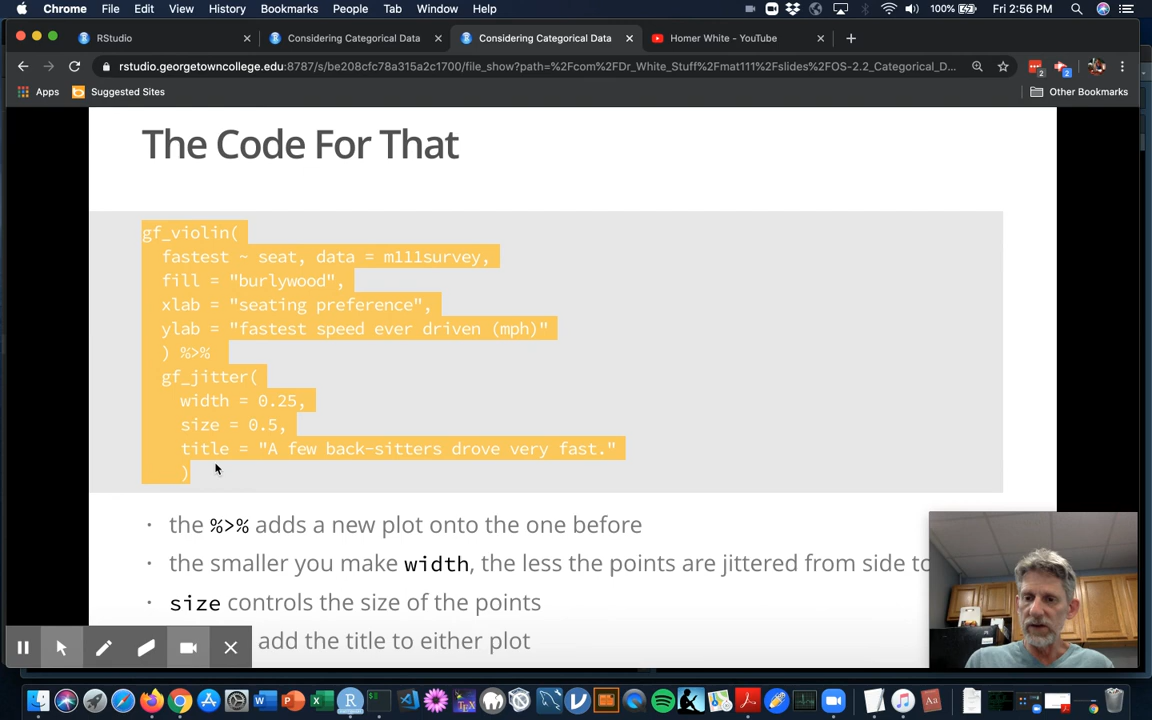 Chrome File Edit View History Bookmarks People Tab Window Help 100% Fri 2:56 PM
RStudio Considering Categorical Data Considering Categorical Data Homer White - YouTube
rstudio.georgetowncollege.edu:8787/s/be208cfc78a315a2c1700/file_show?path=%2Fcom%2FDr_White_Stuff%2Fmat111%2Fslides%2FOS-2.2_Categorical_D...
Apps Suggested Sites Other Bookmarks
The Code For That
gf_violin(
fastest ~ seat, data = m111survey,
fill = "burlywood",
xlab = "seating preference",
ylab = "fastest speed ever driven (mph)"
) %>%
gf_jitter(
width = 0.25,
size = 0.5,
title = "A few back-sitters drove very fast."
)
· the %>% adds a new plot onto the one before
· the smaller you make width, the less the points are jittered from side to
· size controls the size of the points
add the title to either plot